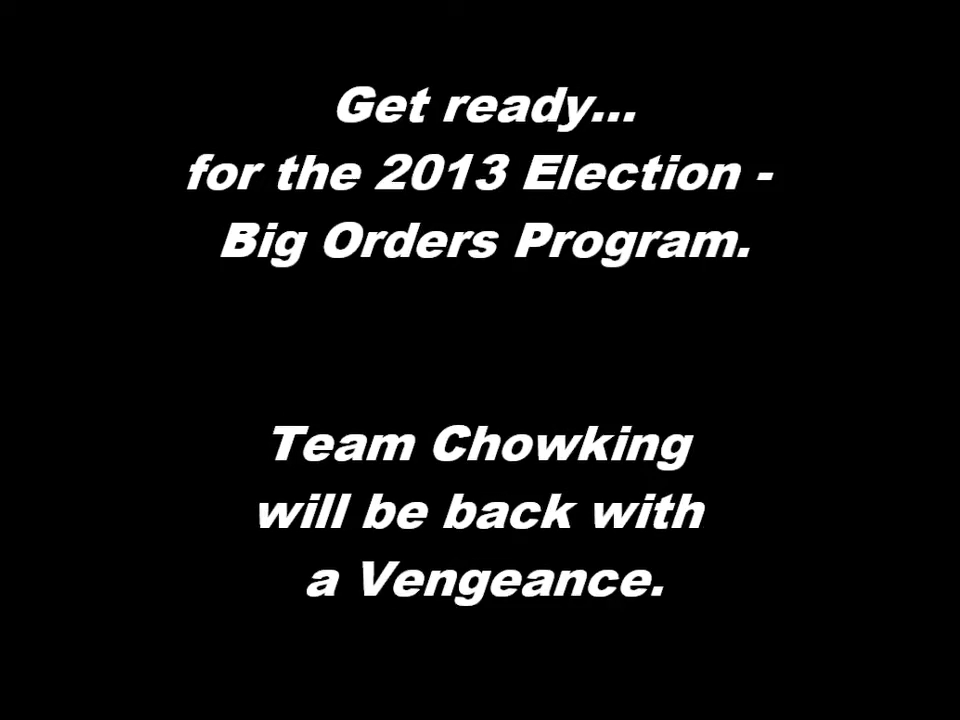 Get ready...
for the 2013 Election -
Big Orders Program.
Team Chowking
will be back with
a Vengeance.